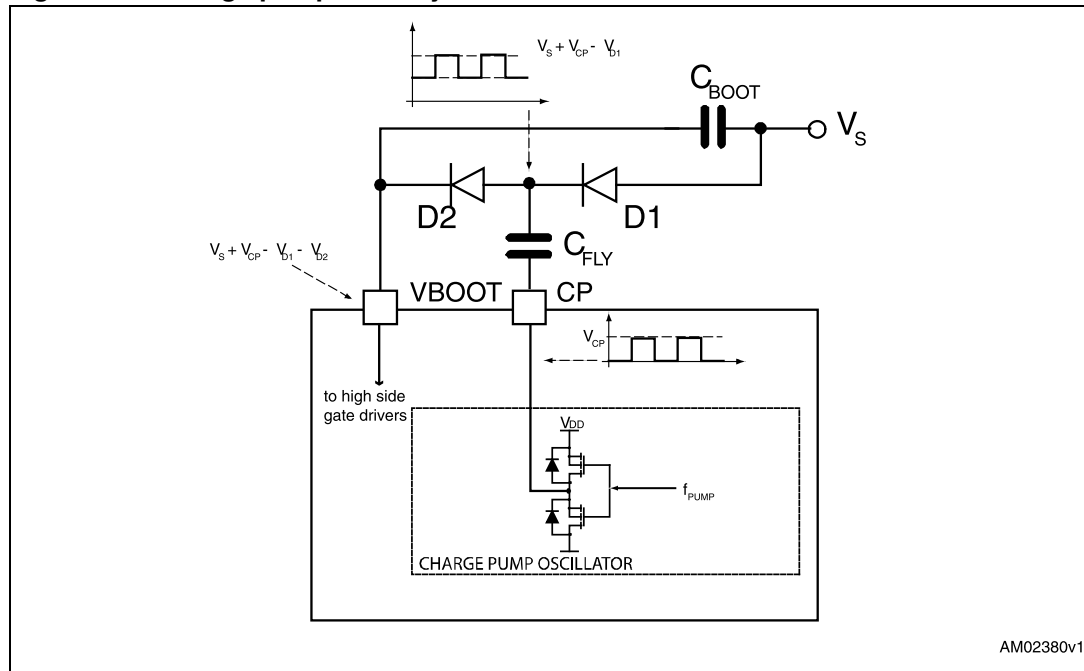 V_S + V_CP - V_D1
C_BOOT
V_S
D2
D1
C_FLY
V_S + V_CP - V_D1 - V_D2
VBOOT
CP
V_CP
to high side
gate drivers
V_DD
f_PUMP
CHARGE PUMP OSCILLATOR
AM02380v1